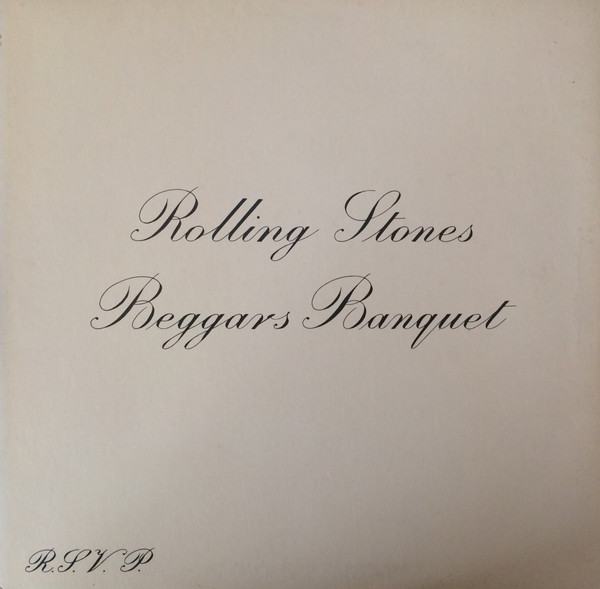 Rolling Stones
Beggars Banquet
R.S.V.P.